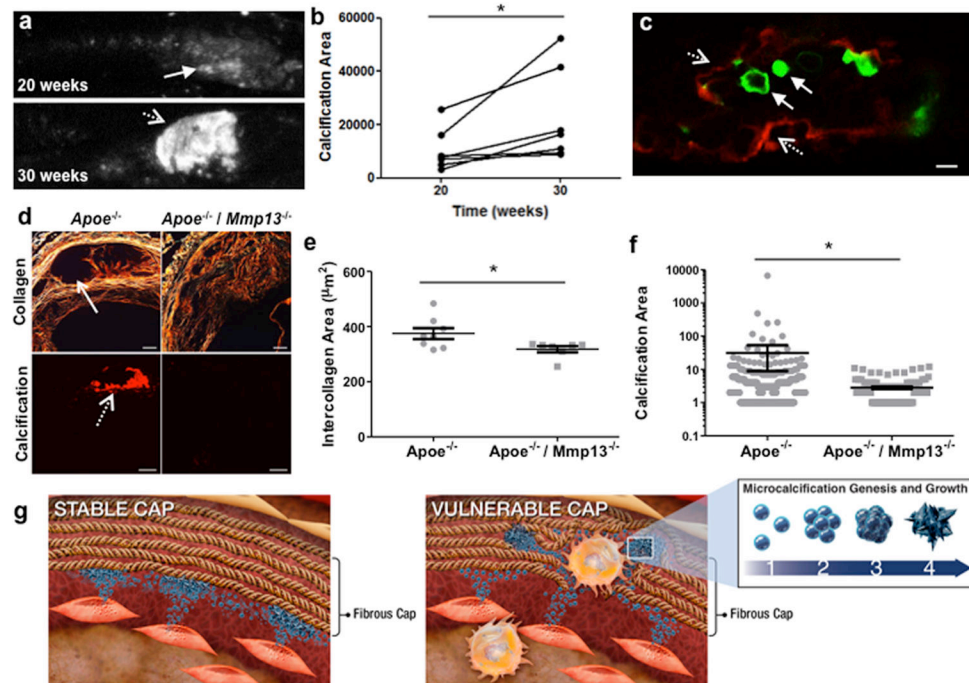 a
20 weeks
30 weeks
b
*
Calcification Area
60000
40000
20000
0
20
30
Time (weeks)
c
d
Apoe-/-
Apoe-/- / Mmp13-/-
Collagen
Calcification
e
*
Intercollagen Area (µm²)
600
400
200
0
Apoe-/-
Apoe-/- / Mmp13-/-
f
*
Calcification Area
10000
1000
100
10
1
0.1
Apoe-/-
Apoe-/- / Mmp13-/-
g
STABLE CAP
Fibrous Cap
VULNERABLE CAP
Fibrous Cap
Microcalcification Genesis and Growth
1 2 3 4